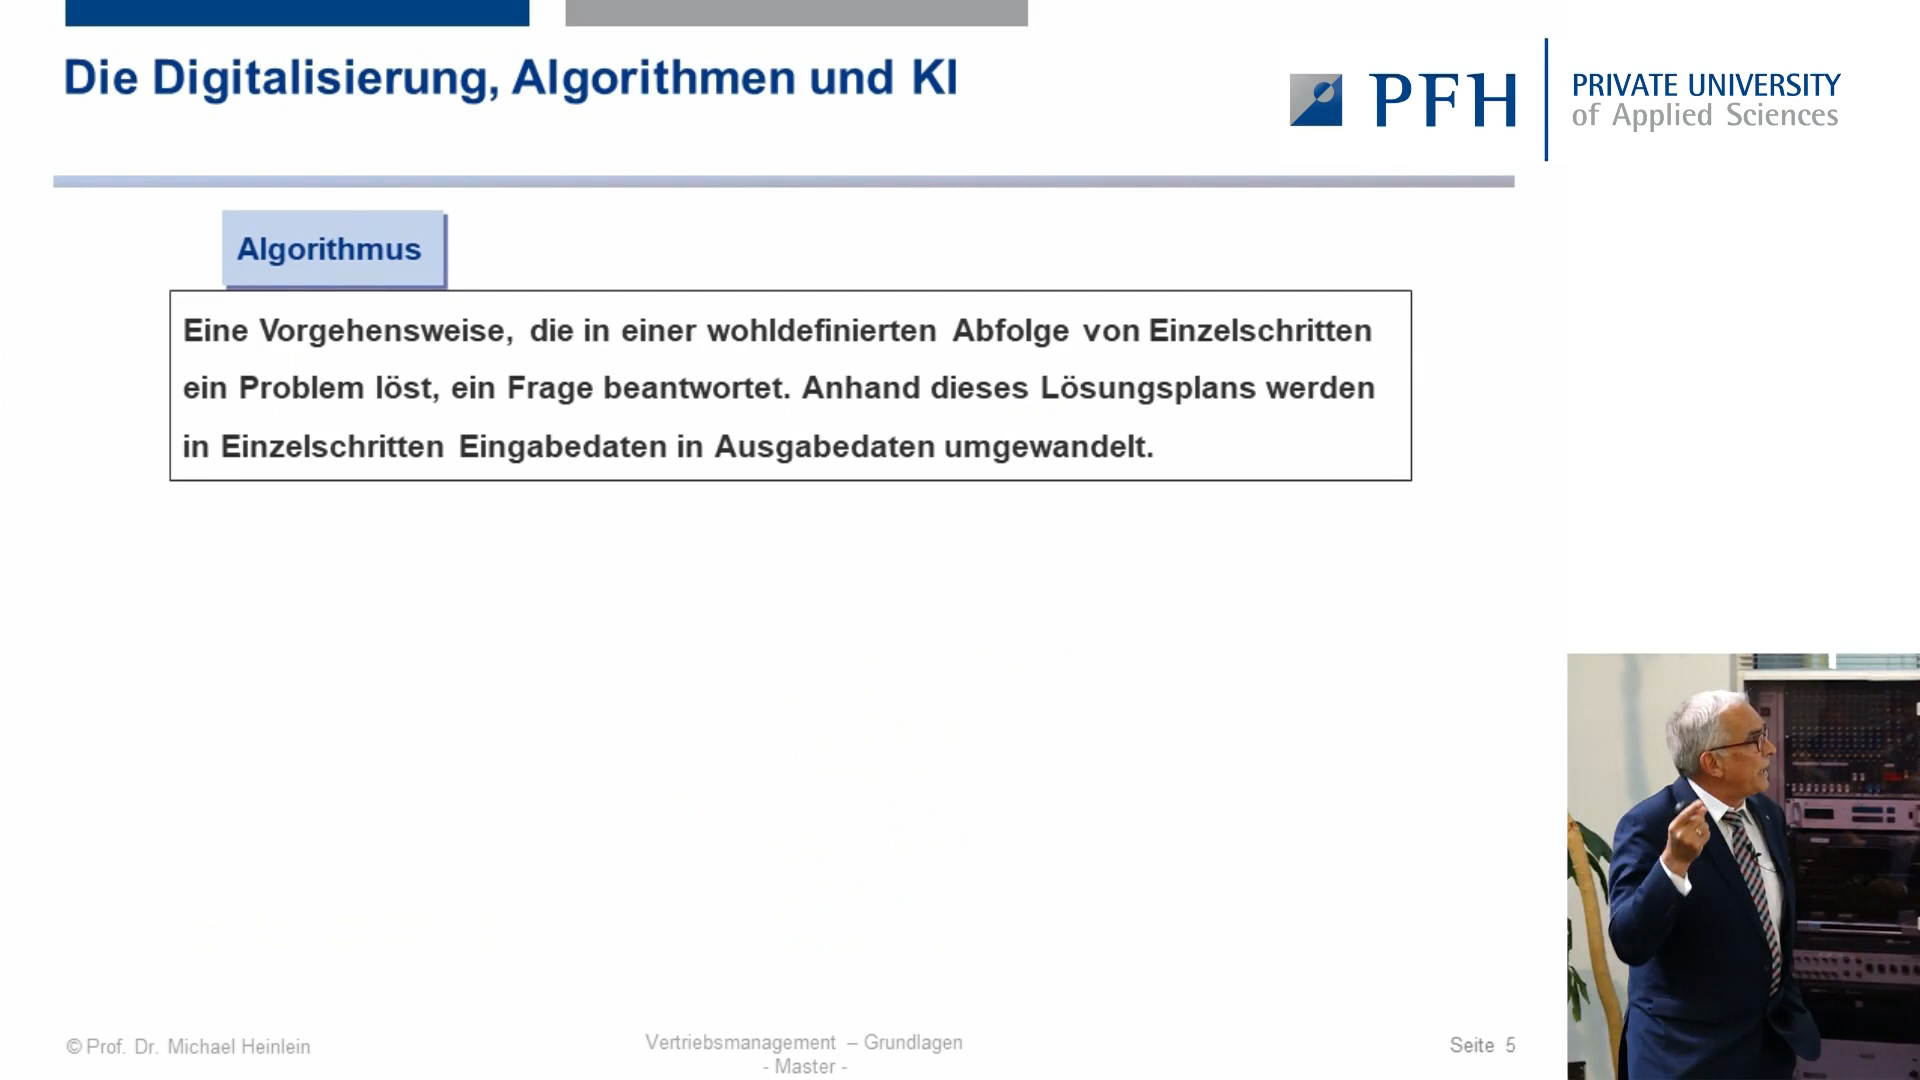 Die Digitalisierung, Algorithmen und KI
PFH
PRIVATE UNIVERSITY
of Applied Sciences
Algorithmus
Eine Vorgehensweise, die in einer wohldefinierten Abfolge von Einzelschritten
ein Problem löst, ein Frage beantwortet. Anhand dieses Lösungsplans werden
in Einzelschritten Eingabedaten in Ausgabedaten umgewandelt.
© Prof. Dr. Michael Heinlein
Vertriebsmanagement – Grundlagen
- Master -
Seite 5